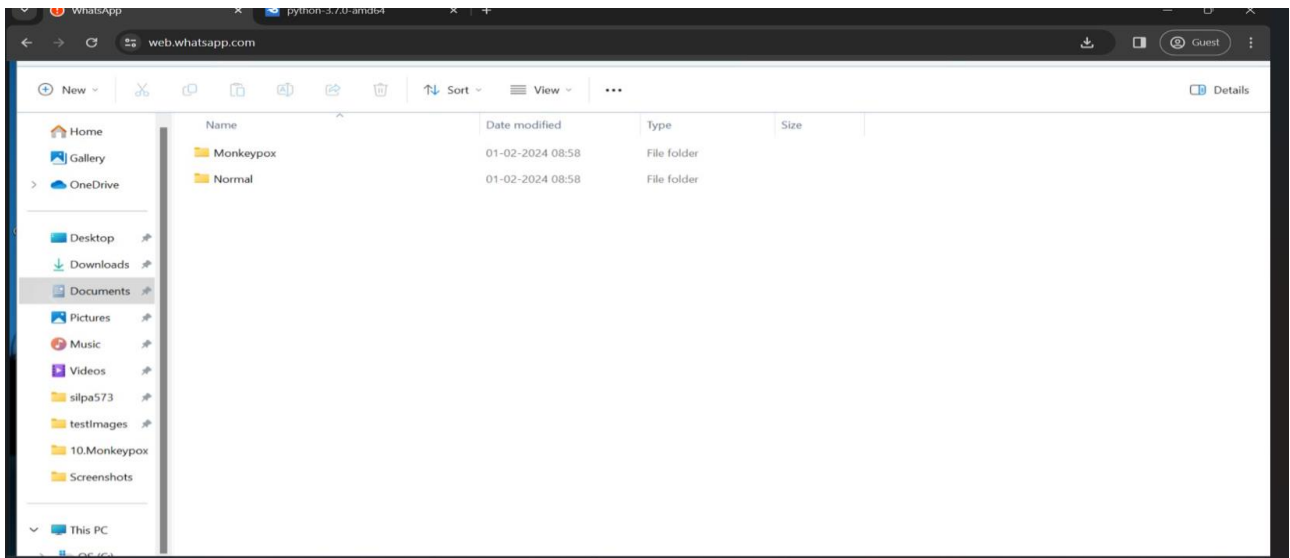 WhatsApp
python-3.7.0-amd64
web.whatsapp.com
Guest
New
Sort
View
Details
Name
Date modified
Type
Size
Home
Gallery
OneDrive
Monkeypox 01-02-2024 08:58 File folder
Normal 01-02-2024 08:58 File folder
Desktop
Downloads
Documents
Pictures
Music
Videos
silpa573
testImages
10.Monkeypox
Screenshots
This PC